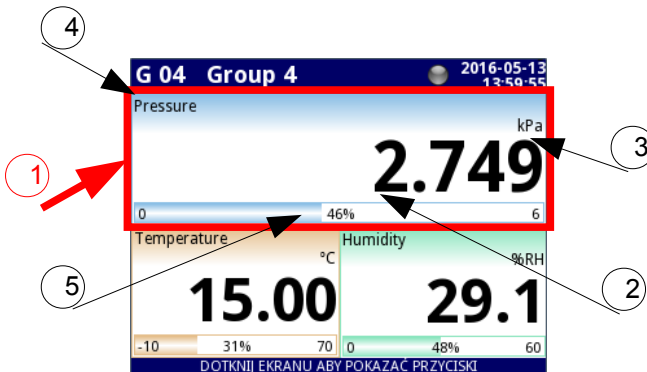 4
G 04 Group 4
2016-05-13
13:59:55
Pressure
kPa
3
1
2.749
0 46% 6
Temperature
°C
Humidity
%RH
5
15.00
29.1
2
-10 31% 70
0 48% 60
DOTKNIJ EKRANU ABY POKAZAĆ PRZYCISKI